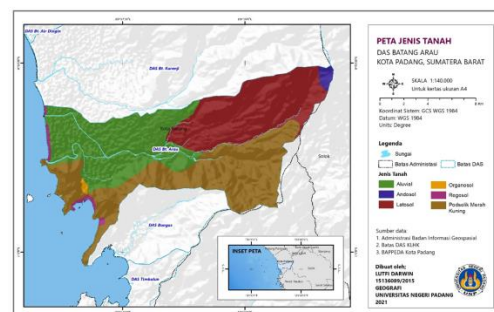 PETA JENIS TANAH
DAS BATANG ARAU
KOTA PADANG, SUMATERA BARAT
SKALA 1:140.000
Untuk kertas ukuran A4
Koordinat Sistem: GCS WGS 1984
Datum: WGS 1984
Units: Degree
Legenda
Sungai
Batas Administrasi
Batas DAS
Jenis Tanah
Aluvial
Organosol
Andosol
Regosol
Latosol
Podsolik Merah
Kuning
Sumber data:
1. Administrasi Badan Informasi Geospasial
2. Batas DAS KLHK
3. BAPPEDA Kota Padang
Dibuat oleh:
LUTFI DARWIN
15136089/2015
GEOGRAFI
UNIVERSITAS NEGERI PADANG
2021
DAS Bt. Air Dingin
DAS Bt. Kuranji
DAS Bt. Arau
Solok
DAS Bungus
DAS Timbalun
INSET PETA